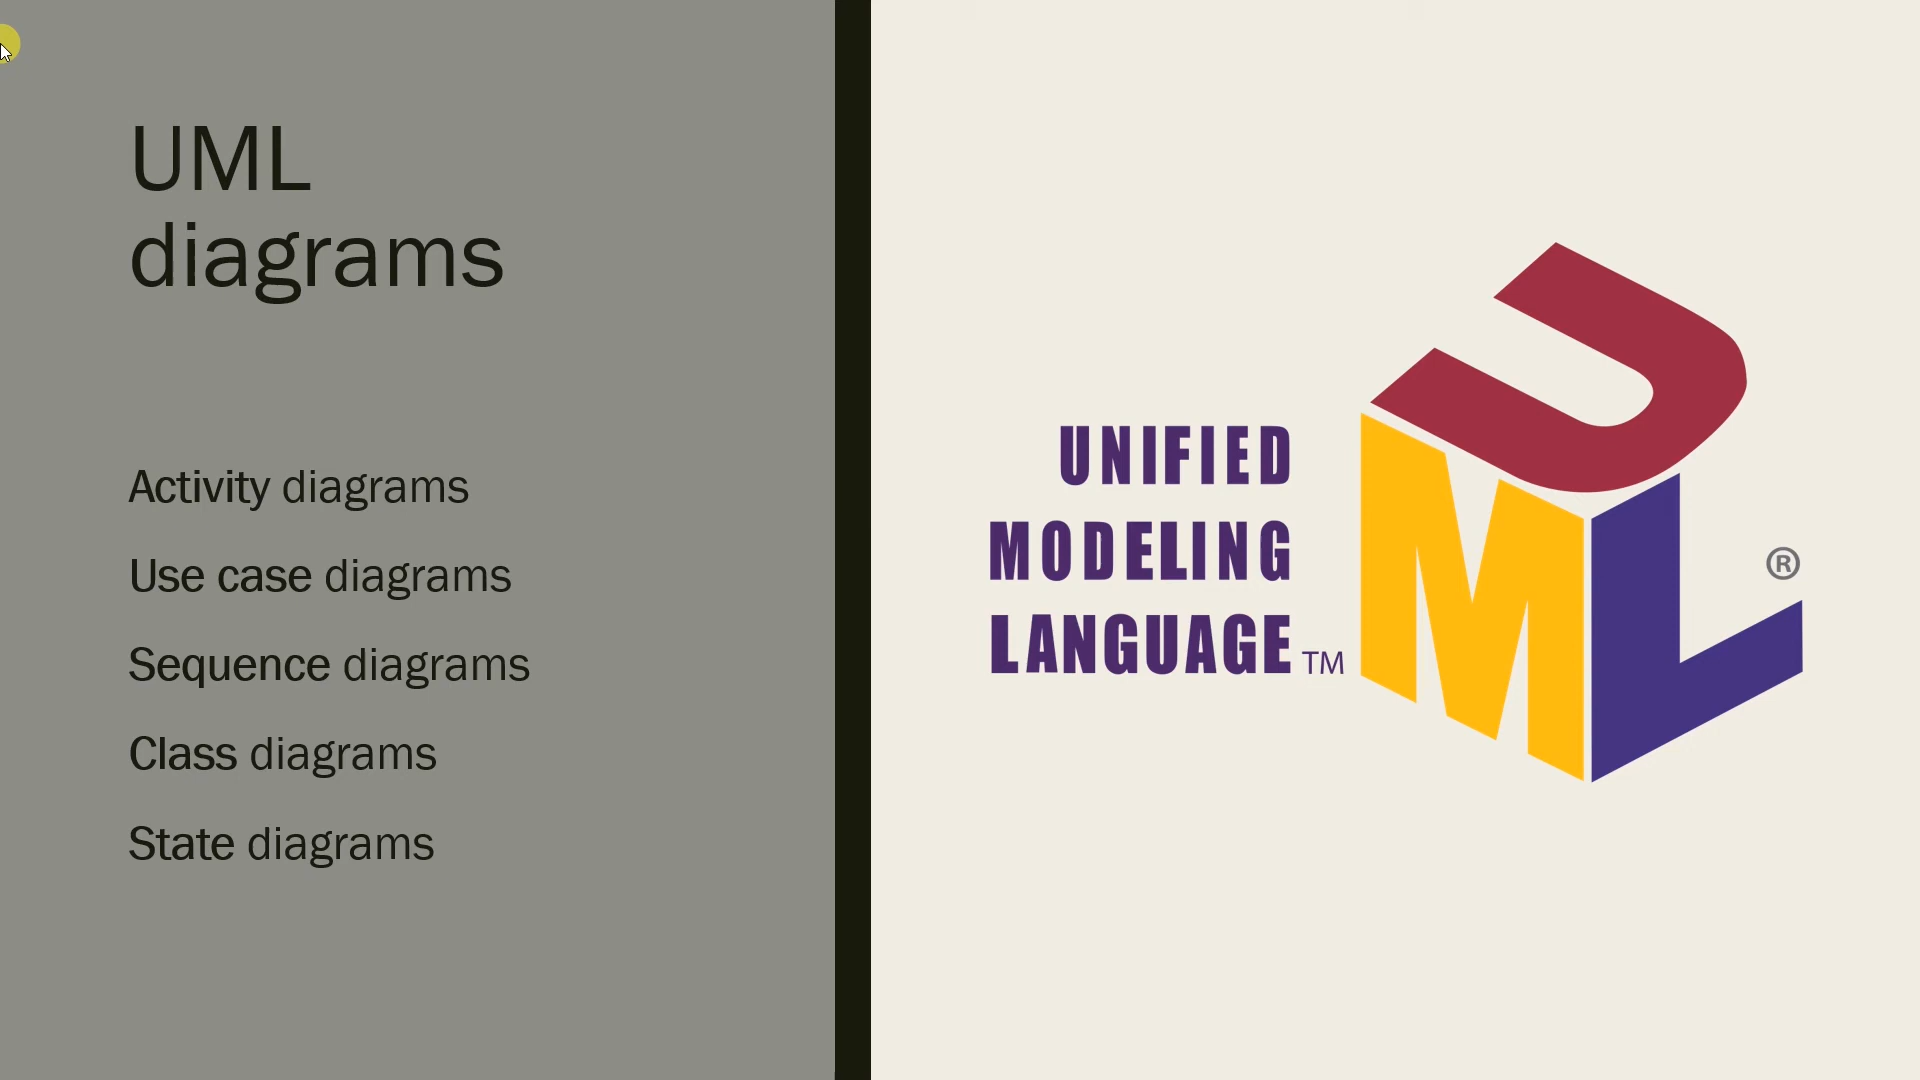 UML
diagrams
Activity diagrams
Use case diagrams
Sequence diagrams
Class diagrams
State diagrams
UNIFIED
MODELING
LANGUAGE TM
UML ®